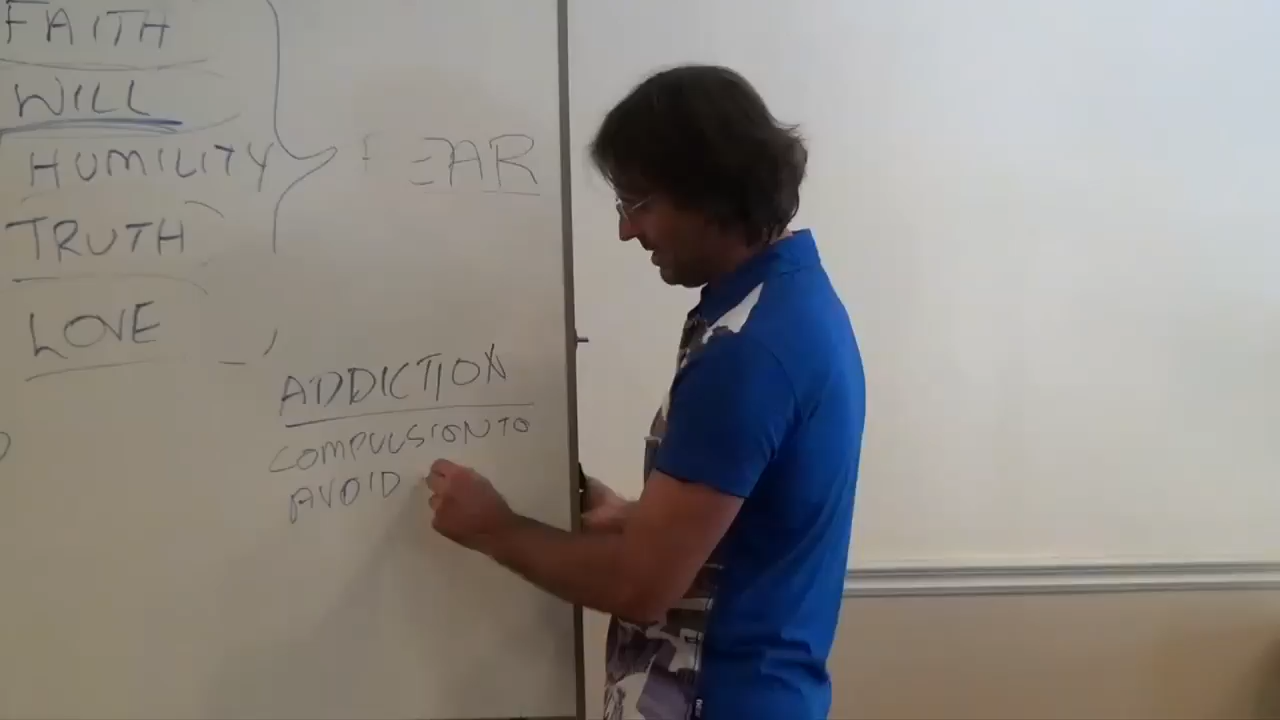 FAITH
WILL
HUMILITY
TRUTH
LOVE
FEAR
ADDICTION
COMPULSION TO
AVOID